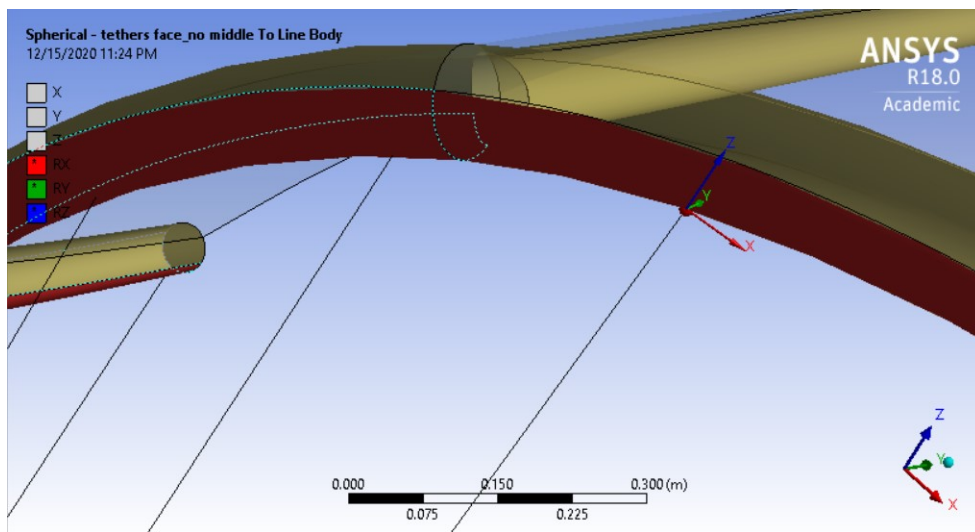 Spherical - tethers face_no middle To Line Body
12/15/2020 11:24 PM
X
Y
Z
RX
RY
RZ
ANSYS
R18.0
Academic
Z
Y
X
Z
Y
X
0.000 0.150 0.300 (m)
0.075 0.225